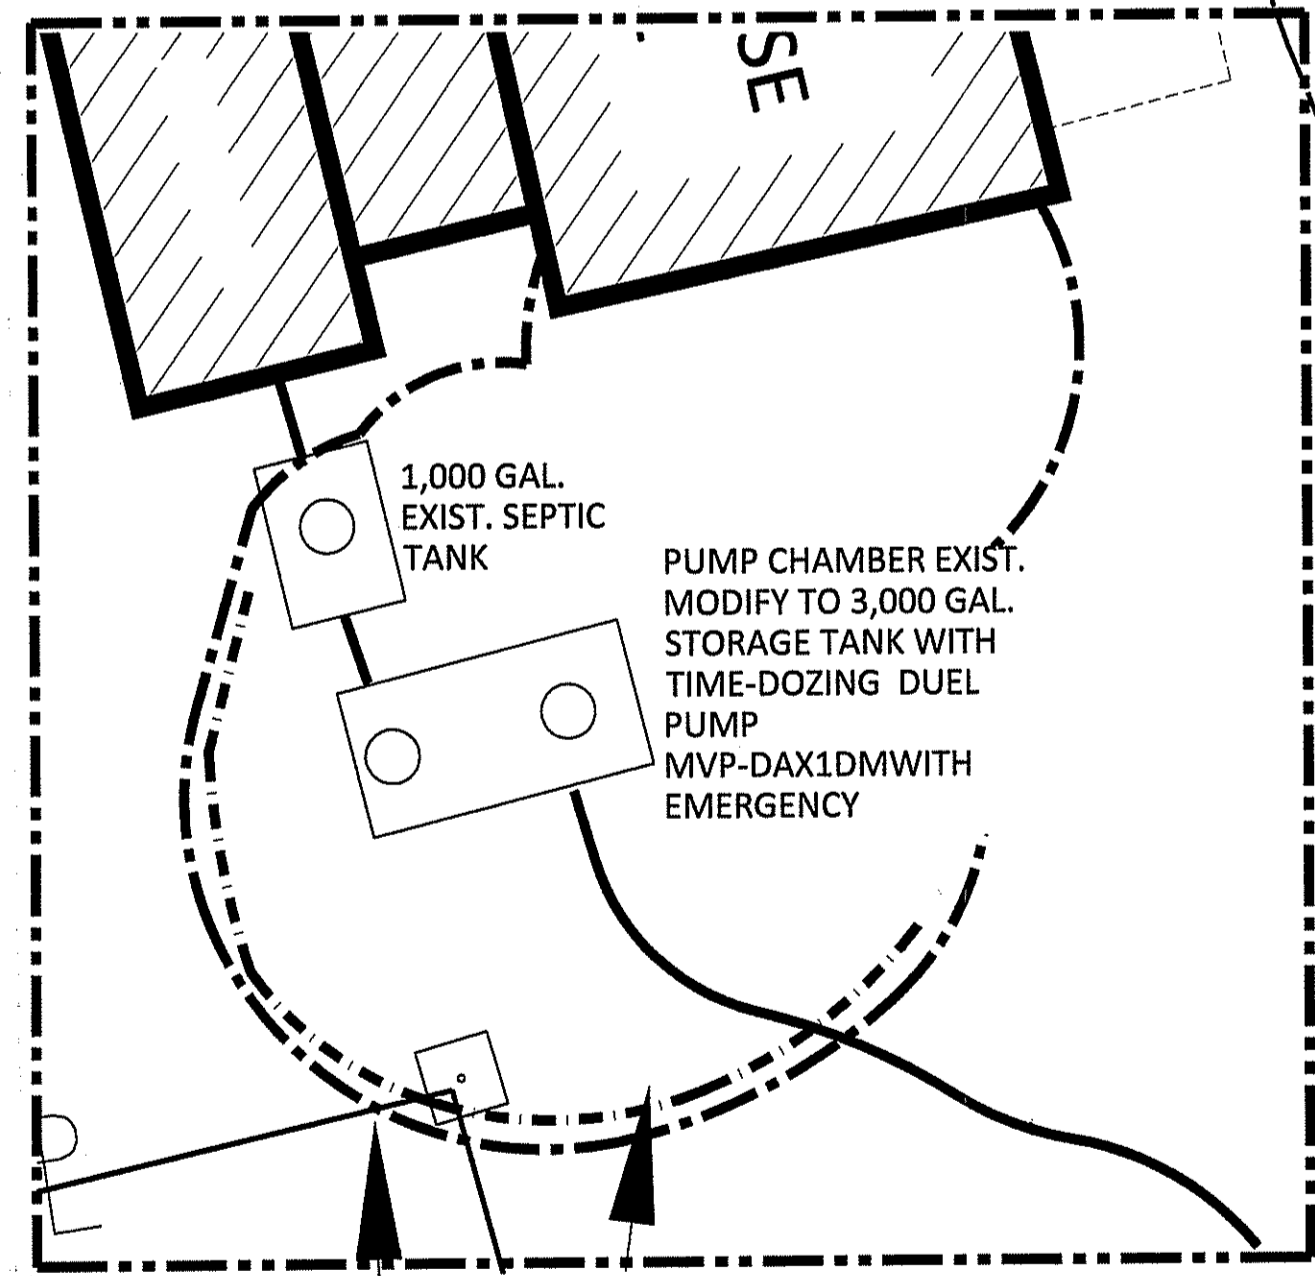 SE
1,000 GAL.
EXIST. SEPTIC
TANK
PUMP CHAMBER EXIST.
MODIFY TO 3,000 GAL.
STORAGE TANK WITH
TIME-DOZING DUEL
PUMP
MVP-DAX1DMWITH
EMERGENCY